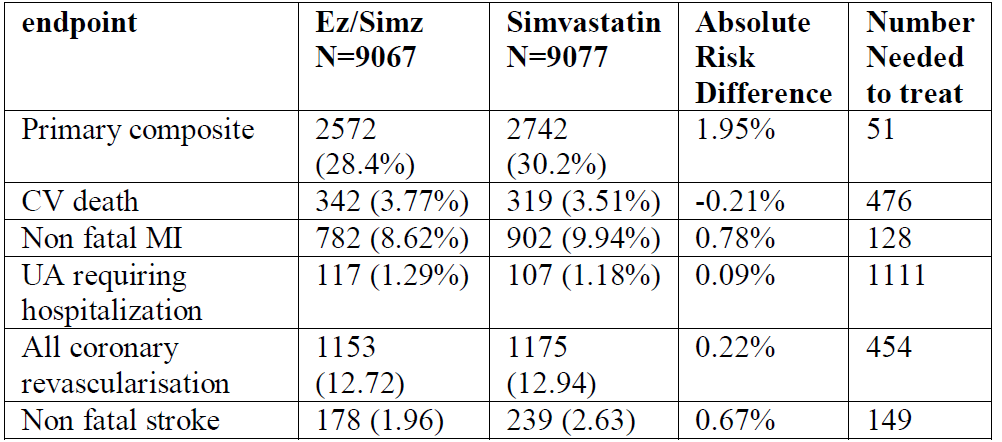 endpoint Ez/Simz Simvastatin Absolute Number
N=9067 N=9077 Risk Needed
Difference to treat
Primary composite 2572 2742 1.95% 51
(28.4%) (30.2%)
CV death 342 (3.77%) 319 (3.51%) -0.21% 476
Non fatal MI 782 (8.62%) 902 (9.94%) 0.78% 128
UA requiring 117 (1.29%) 107 (1.18%) 0.09% 1111
hospitalization
All coronary 1153 1175 0.22% 454
revascularisation (12.72) (12.94)
Non fatal stroke 178 (1.96) 239 (2.63) 0.67% 149